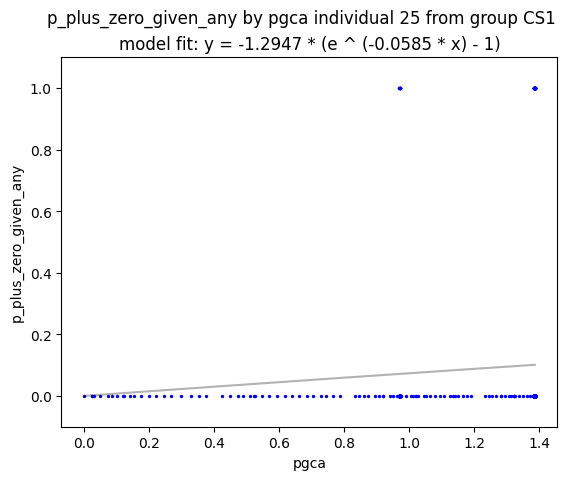 p_plus_zero_given_any by pgca individual 25 from group CS1
model fit: y = -1.2947 * (e ^ (-0.0585 * x) - 1)
1.0
0.8
0.6
0.4
0.2
0.0
p_plus_zero_given_any
0.0 0.2 0.4 0.6 0.8 1.0 1.2 1.4
pgca